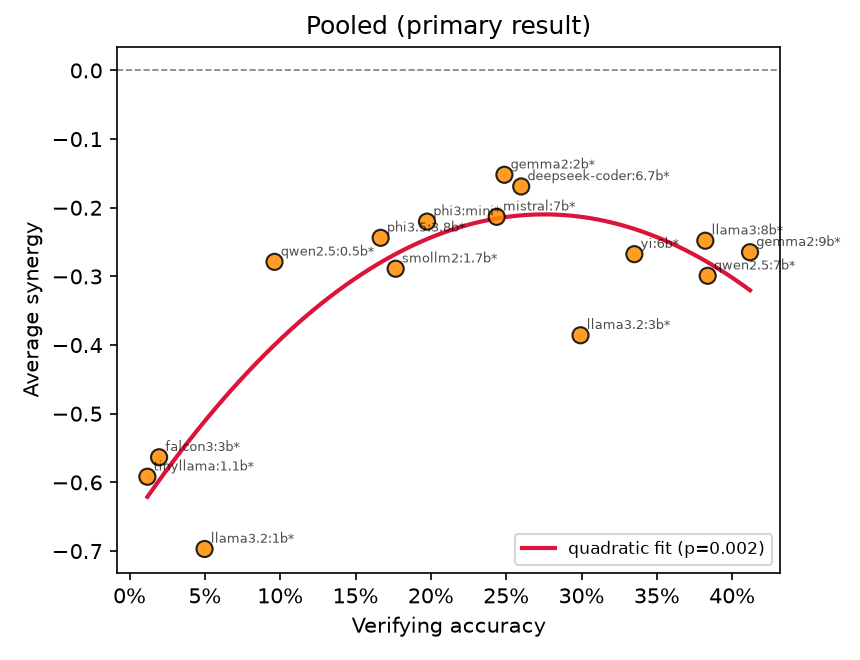 Pooled (primary result)
0.0
−0.1
−0.2
−0.3
−0.4
−0.5
−0.6
−0.7
Average synergy
gemma2:2b*
deepseek-coder:6.7b*
phi3:mini*
mistral:7b*
phi3.5:3.8b*
llama3:8b*
gemma2:9b*
yi:6b*
qwen2.5:0.5b*
smollm2:1.7b*
qwen2.5:7b*
llama3.2:3b*
falcon3:3b*
tinyllama:1.1b*
llama3.2:1b*
quadratic fit (p=0.002)
0% 5% 10% 15% 20% 25% 30% 35% 40%
Verifying accuracy